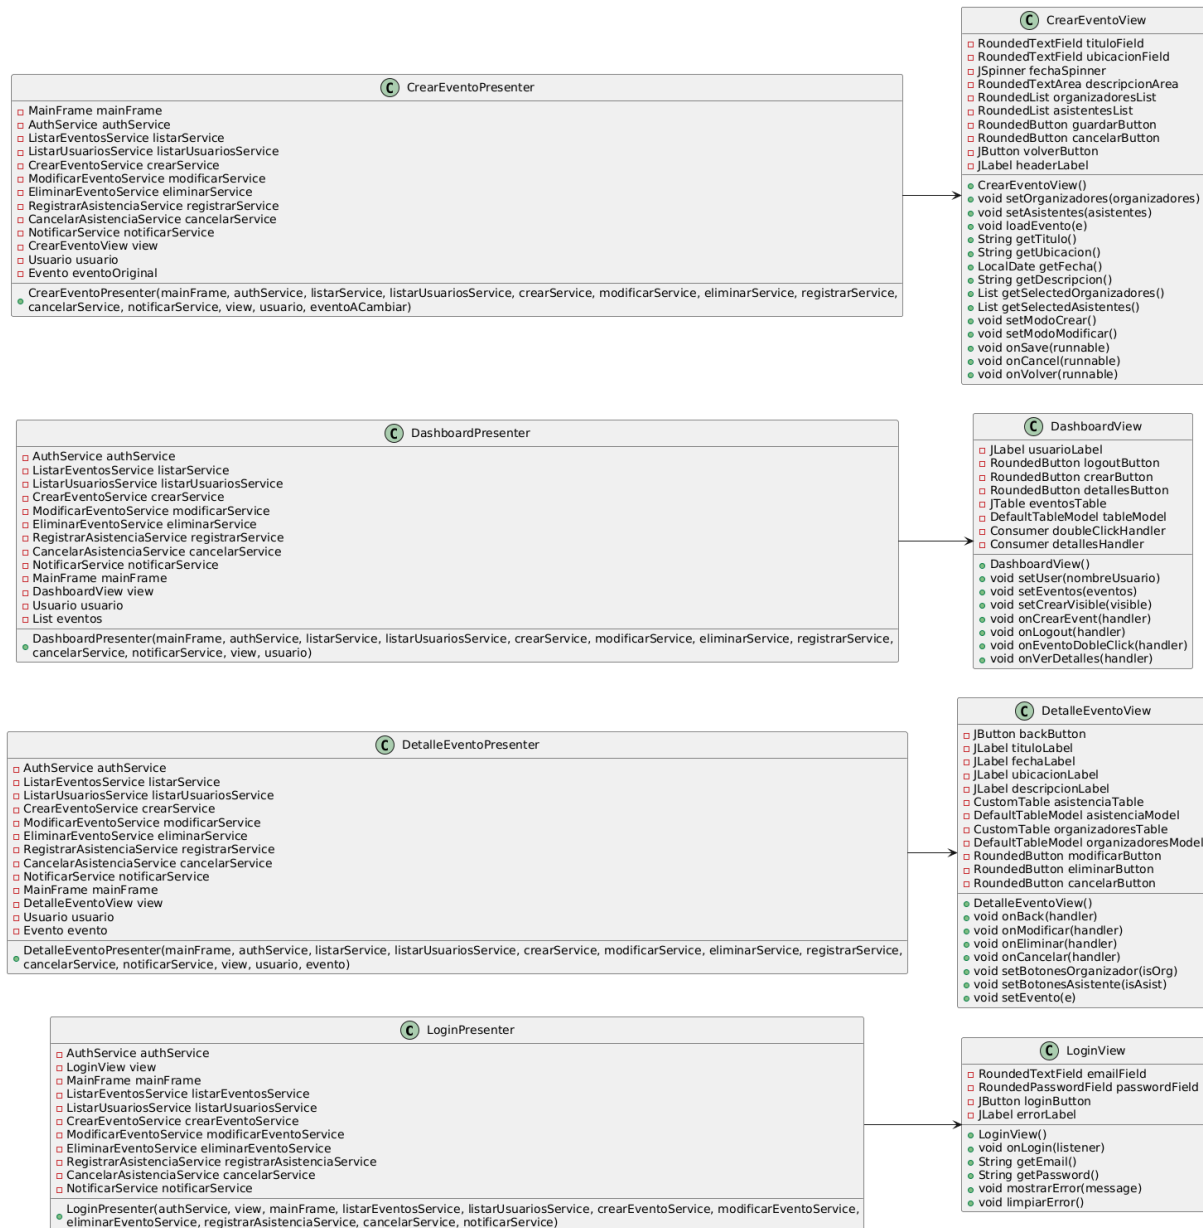 C CrearEventoPresenter
MainFrame mainFrame
AuthService authService
ListarEventosService listarService
ListarUsuariosService listarUsuariosService
CrearEventoService crearService
ModificarEventoService modificarService
EliminarEventoService eliminarService
RegistrarAsistenciaService registrarService
CancelarAsistenciaService cancelarService
NotificarService notificarService
CrearEventoView view
Usuario usuario
Evento eventoOriginal
CrearEventoPresenter(mainFrame, authService, listarService, listarUsuariosService, crearService, modificarService, eliminarService, registrarService,
cancelarService, notificarService, view, usuario, eventoACambiar)
C CrearEventoView
RoundedTextField tituloField
RoundedTextField ubicacionField
JSpinner fechaSpinner
RoundedTextArea descripcionArea
RoundedList organizadoresList
RoundedList asistentesList
RoundedButton guardarButton
RoundedButton cancelarButton
JButton volverButton
JLabel headerLabel
CrearEventoView()
void setOrganizadores(organizadores)
void setAsistentes(asistentes)
void loadEvento(e)
String getTitulo()
String getUbicacion()
LocalDate getFecha()
String getDescripcion()
List getSelectedOrganizadores()
List getSelectedAsistentes()
void setModoCrear()
void setModoModificar()
void onSave(runnable)
void onCancel(runnable)
void onVolver(runnable)
C DashboardPresenter
AuthService authService
ListarEventosService listarService
ListarUsuariosService listarUsuariosService
CrearEventoService crearService
ModificarEventoService modificarService
EliminarEventoService eliminarService
RegistrarAsistenciaService registrarService
CancelarAsistenciaService cancelarService
NotificarService notificarService
MainFrame mainFrame
DashboardView view
Usuario usuario
List eventos
DashboardPresenter(mainFrame, authService, listarService, listarUsuariosService, crearService, modificarService, eliminarService, registrarService,
cancelarService, notificarService, view, usuario)
C DashboardView
JLabel usuarioLabel
RoundedButton logoutButton
RoundedButton crearButton
RoundedButton detallesButton
JTable eventosTable
DefaultTableModel tableModel
Consumer doubleClickHandler
Consumer detallesHandler
DashboardView()
void setUser(nombreUsuario)
void setEventos(eventos)
void setCrearVisible(visible)
void onCrearEvent(handler)
void onLogout(handler)
void onEventoDobleClick(handler)
void onVerDetalles(handler)
C DetalleEventoPresenter
AuthService authService
ListarEventosService listarService
ListarUsuariosService listarUsuariosService
CrearEventoService crearService
ModificarEventoService modificarService
EliminarEventoService eliminarService
RegistrarAsistenciaService registrarService
CancelarAsistenciaService cancelarService
NotificarService notificarService
MainFrame mainFrame
DetalleEventoView view
Usuario usuario
Evento evento
DetalleEventoPresenter(mainFrame, authService, listarService, listarUsuariosService, crearService, modificarService, eliminarService, registrarService,
cancelarService, notificarService, view, usuario, evento)
C DetalleEventoView
JButton backButton
JLabel tituloLabel
JLabel fechaLabel
JLabel ubicacionLabel
JLabel descripcionLabel
CustomTable asistenciaTable
DefaultTableModel asistenciaModel
CustomTable organizadoresTable
DefaultTableModel organizadoresModel
RoundedButton modificarButton
RoundedButton eliminarButton
RoundedButton cancelarButton
DetalleEventoView()
void onBack(handler)
void onModificar(handler)
void onEliminar(handler)
void onCancelar(handler)
void setBotonesOrganizador(isOrg)
void setBotonesAsistente(isAsist)
void setEvento(e)
C LoginPresenter
AuthService authService
LoginView view
MainFrame mainFrame
ListarEventosService listarEventosService
ListarUsuariosService listarUsuariosService
CrearEventoService crearEventoService
ModificarEventoService modificarEventoService
EliminarEventoService eliminarEventoService
RegistrarAsistenciaService registrarAsistenciaService
CancelarAsistenciaService cancelarService
NotificarService notificarService
LoginPresenter(authService, view, mainFrame, listarEventosService, listarUsuariosService, crearEventoService, modificarEventoService,
eliminarEventoService, registrarAsistenciaService, cancelarService, notificarService)
C LoginView
RoundedTextField emailField
RoundedPasswordField passwordField
JButton loginButton
JLabel errorLabel
LoginView()
void onLogin(listener)
String getEmail()
String getPassword()
void mostrarError(message)
void limpiarError()